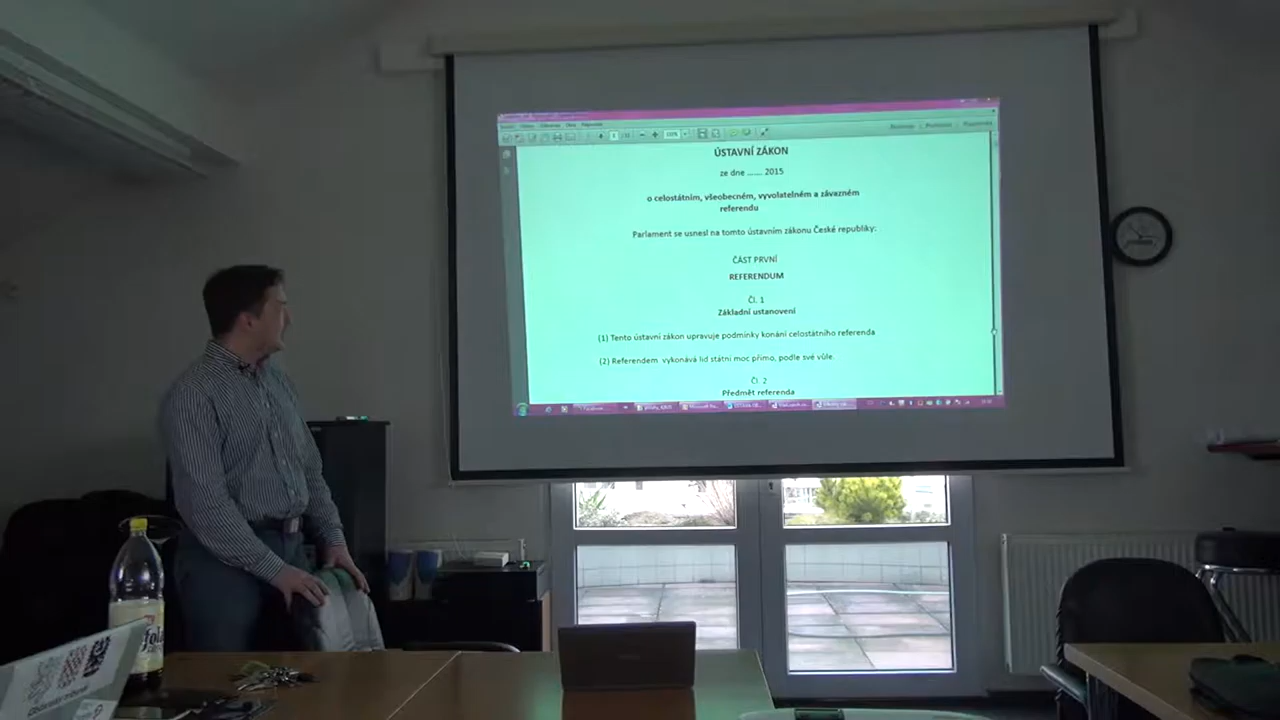 ÚSTAVNÍ ZÁKON
ze dne ....... 2015
o celostátním, všeobecném, vyvolatelném a závazném
referendu
Parlament se usnesl na tomto ústavním zákonu České republiky:
ČÁST PRVNÍ
REFERENDUM
Čl. 1
Základní ustanovení
(1) Tento ústavní zákon upravuje podmínky konání celostátního referenda
(2) Referendem vykonává lid státní moc přímo, podle své vůle.
Čl. 2
Předmět referenda